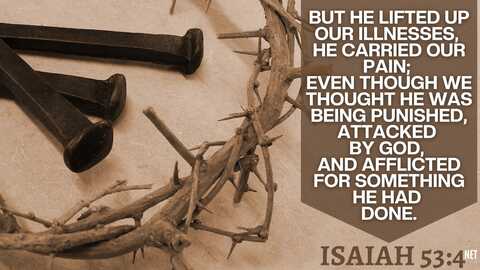 BUT HE LIFTED UP
OUR ILLNESSES,
HE CARRIED OUR
PAIN;
EVEN THOUGH WE
THOUGHT HE WAS
BEING PUNISHED,
ATTACKED
BY GOD,
AND AFFLICTED
FOR SOMETHING
HE HAD
DONE.
ISAIAH 53:4 NET